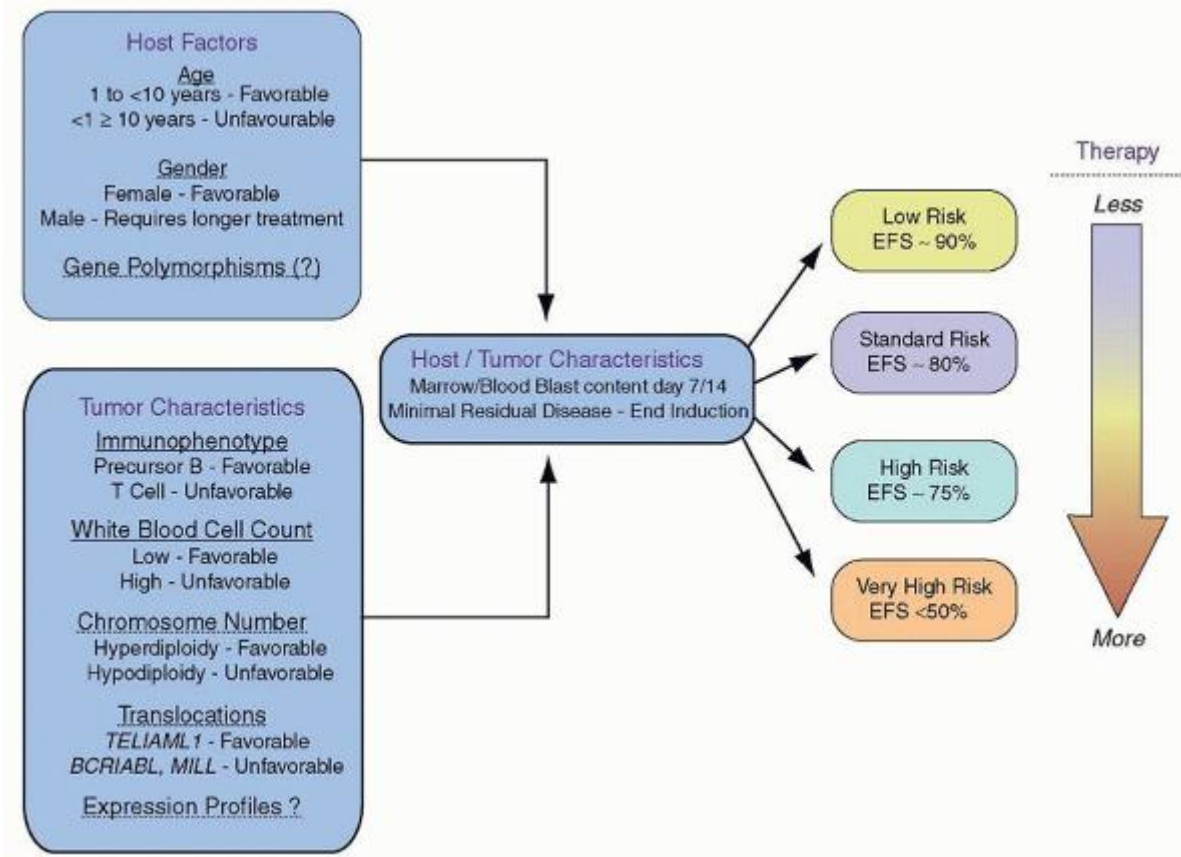 Host Factors
Age
1 to <10 years - Favorable
<1 ≥ 10 years - Unfavourable
Gender
Female - Favorable
Male - Requires longer treatment
Gene Polymorphisms (?)
Tumor Characteristics
Immunophenotype
Precursor B - Favorable
T Cell - Unfavorable
White Blood Cell Count
Low - Favorable
High - Unfavorable
Chromosome Number
Hyperdiploidy - Favorable
Hypodiploidy - Unfavorable
Translocations
TELIAML1 - Favorable
BCRIABL, MILL - Unfavorable
Expression Profiles ?
Host / Tumor Characteristics
Marrow/Blood Blast content day 7/14
Minimal Residual Disease - End Induction
Low Risk
EFS ~ 90%
Standard Risk
EFS ~ 80%
High Risk
EFS ~ 75%
Very High Risk
EFS <50%
Therapy
Less
More